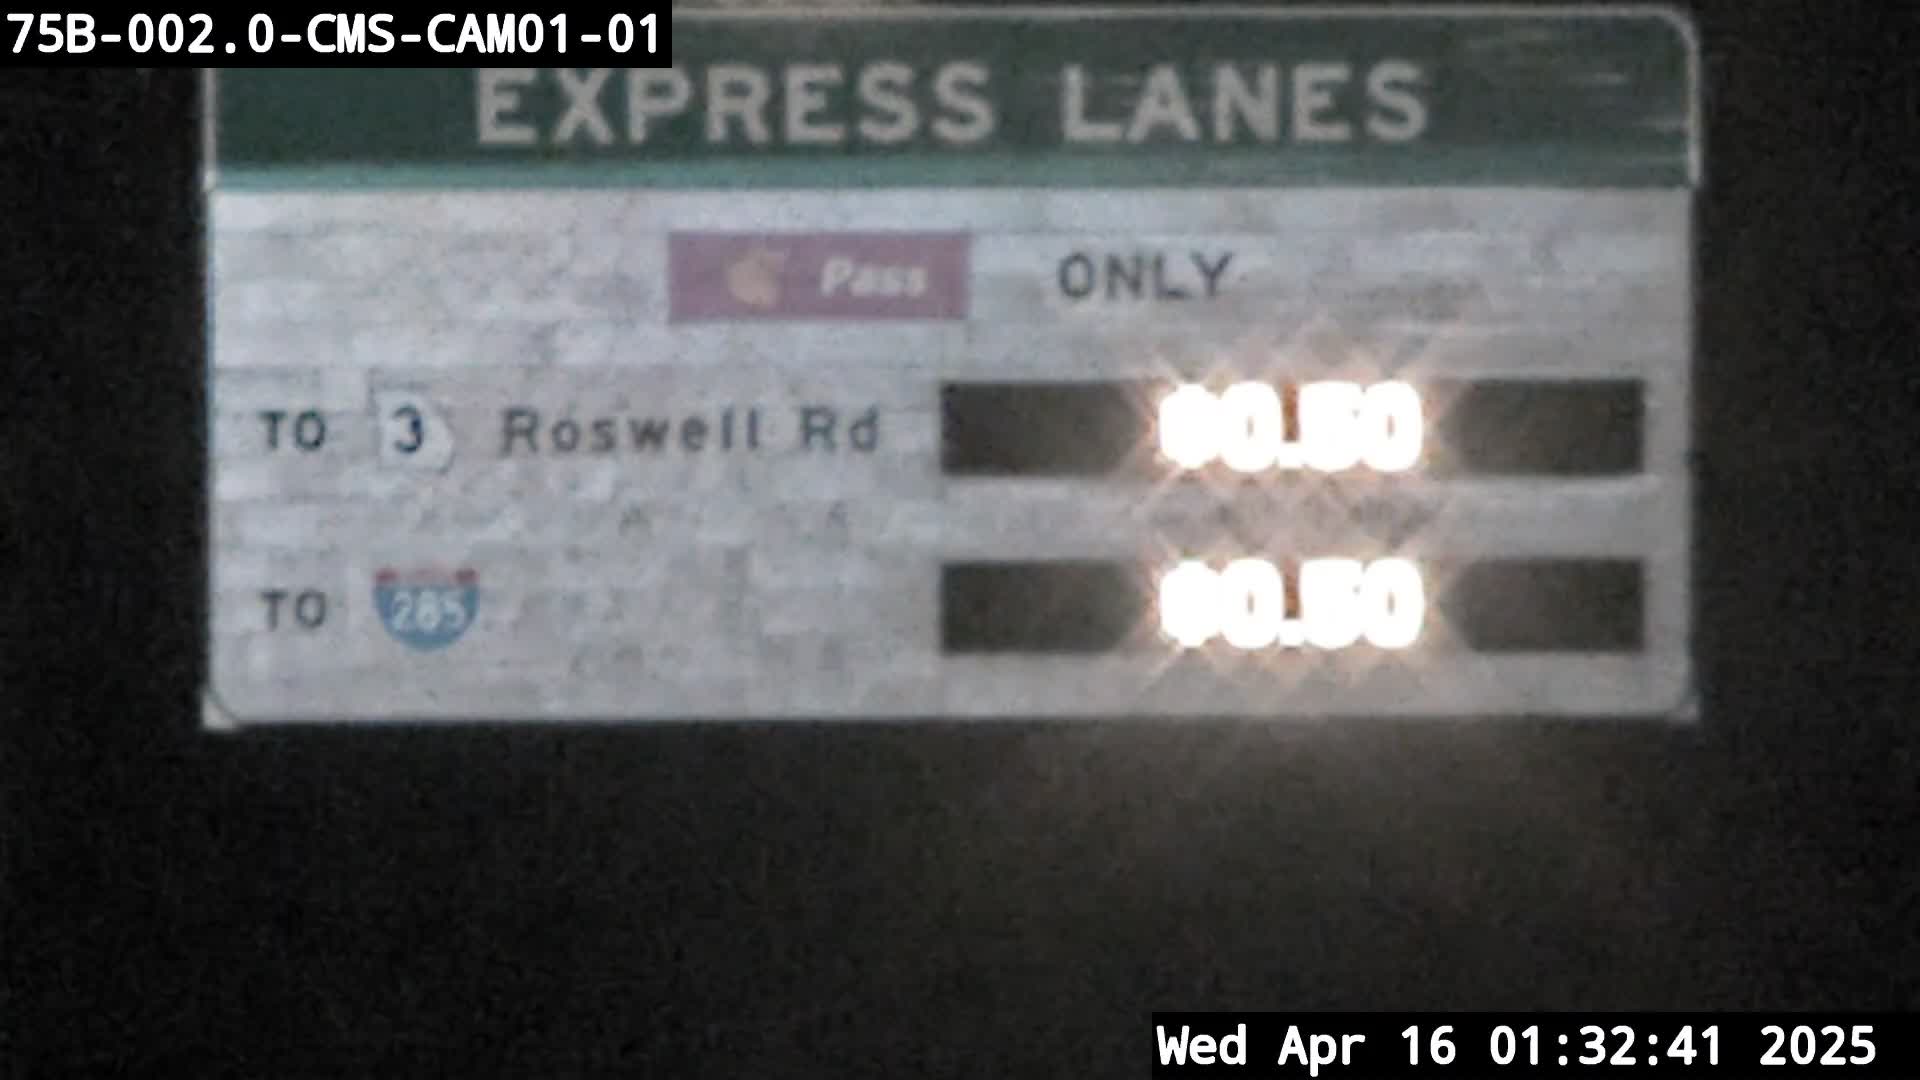 75B-002.0-CMS-CAM01-01
EXPRESS LANES
Pass ONLY
TO 3 Roswell Rd $0.50
TO 285 $0.50
Wed Apr 16 01:32:41 2025